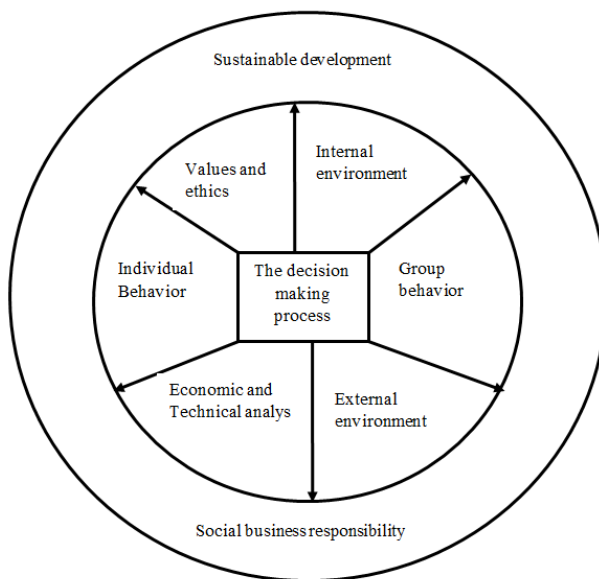 Sustainable development
Values and
ethics
Internal
environment
Individual
Behavior
The decision
making
process
Group
behavior
Economic and
Technical analys
External
environment
Social business responsibility